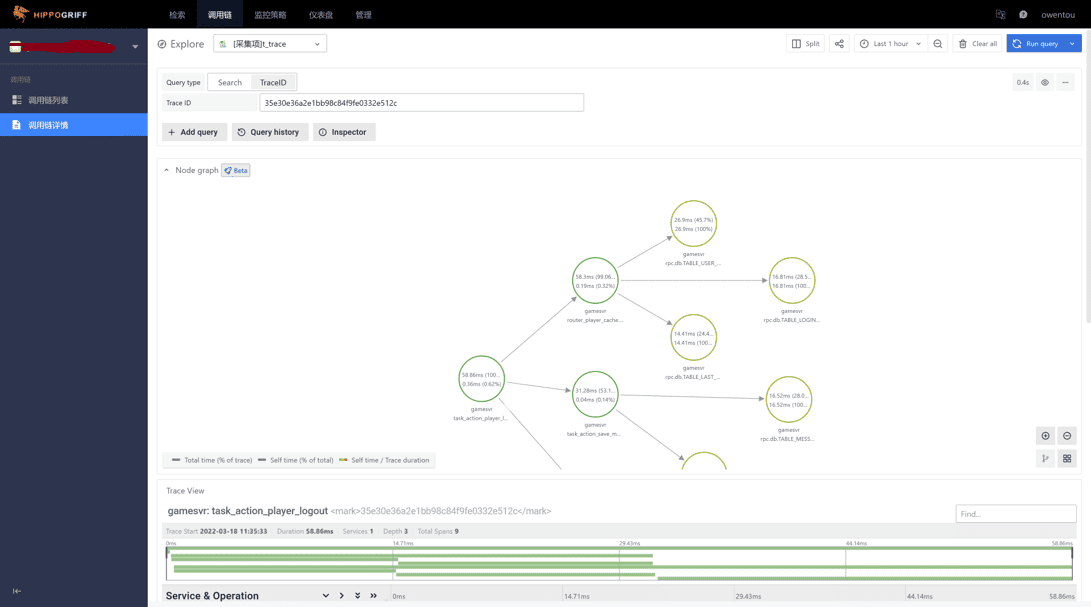 HIPPOGRIFF
检索
调用链
监控策略
仪表盘
管理
owentou
调用链
调用链列表
调用链详情
Explore
[采集项]t_trace
Split
Last 1 hour
Clear all
Run query
Query type
Search
TraceID
0.4s
Trace ID
35e30e36a2e1bb98c84f9fe0332e512c
+ Add query
Query history
Inspector
Node graph
Beta
26.9ms (45.7%)
26.9ms (100%)
gamesvr
rpc.db.TABLE_USER_...
58.3ms (99.06...
0.19ms (0.32%)
gamesvr
router_player_cache....
16.81ms (28.5...
16.81ms (100...
gamesvr
rpc.db.TABLE_LOGIN...
14.41ms (24.4...
14.41ms (100...
gamesvr
rpc.db.TABLE_LAST_...
58.86ms (100...
0.36ms (0.62%)
gamesvr
task_action_player_l...
31.28ms (53.1...
0.04ms (0.14%)
gamesvr
task_action_save_m...
16.52ms (28.0...
16.52ms (100...
gamesvr
rpc.db.TABLE_MESS...
Total time (% of trace)
Self time (% of total)
Self time / Trace duration
Trace View
gamesvr: task_action_player_logout <mark>35e30e36a2e1bb98c84f9fe0332e512c</mark>
Find...
Trace Start 2022-03-18 11:35:33 Duration 58.86ms Services 1 Depth 3 Total Spans 9
0ms
14.71ms
29.43ms
44.14ms
58.86ms
Service & Operation
0ms
14.71ms
29.43ms
44.14ms
58.86ms